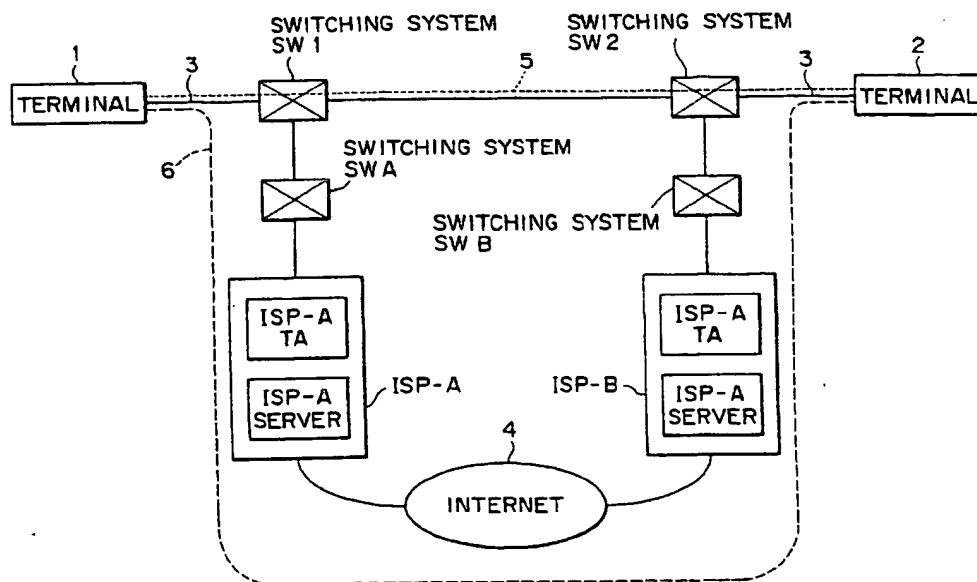 SWITCHING SYSTEM
SW 1
SWITCHING SYSTEM
SW 2
1
3
5
3
2
TERMINAL
TERMINAL
6
SWITCHING SYSTEM
SW A
SWITCHING SYSTEM
SW B
ISP-A
TA
ISP-A
SERVER
ISP-A
ISP-B
ISP-A
TA
ISP-A
SERVER
4
INTERNET